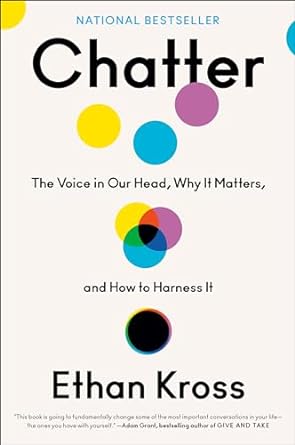 NATIONAL BESTSELLER
Chatter
The Voice in Our Head, Why It Matters,
and How to Harness It
Ethan Kross
"This book is going to fundamentally change some of the most important conversations in your life—
the ones you have with yourself." —Adam Grant, bestselling author of GIVE AND TAKE